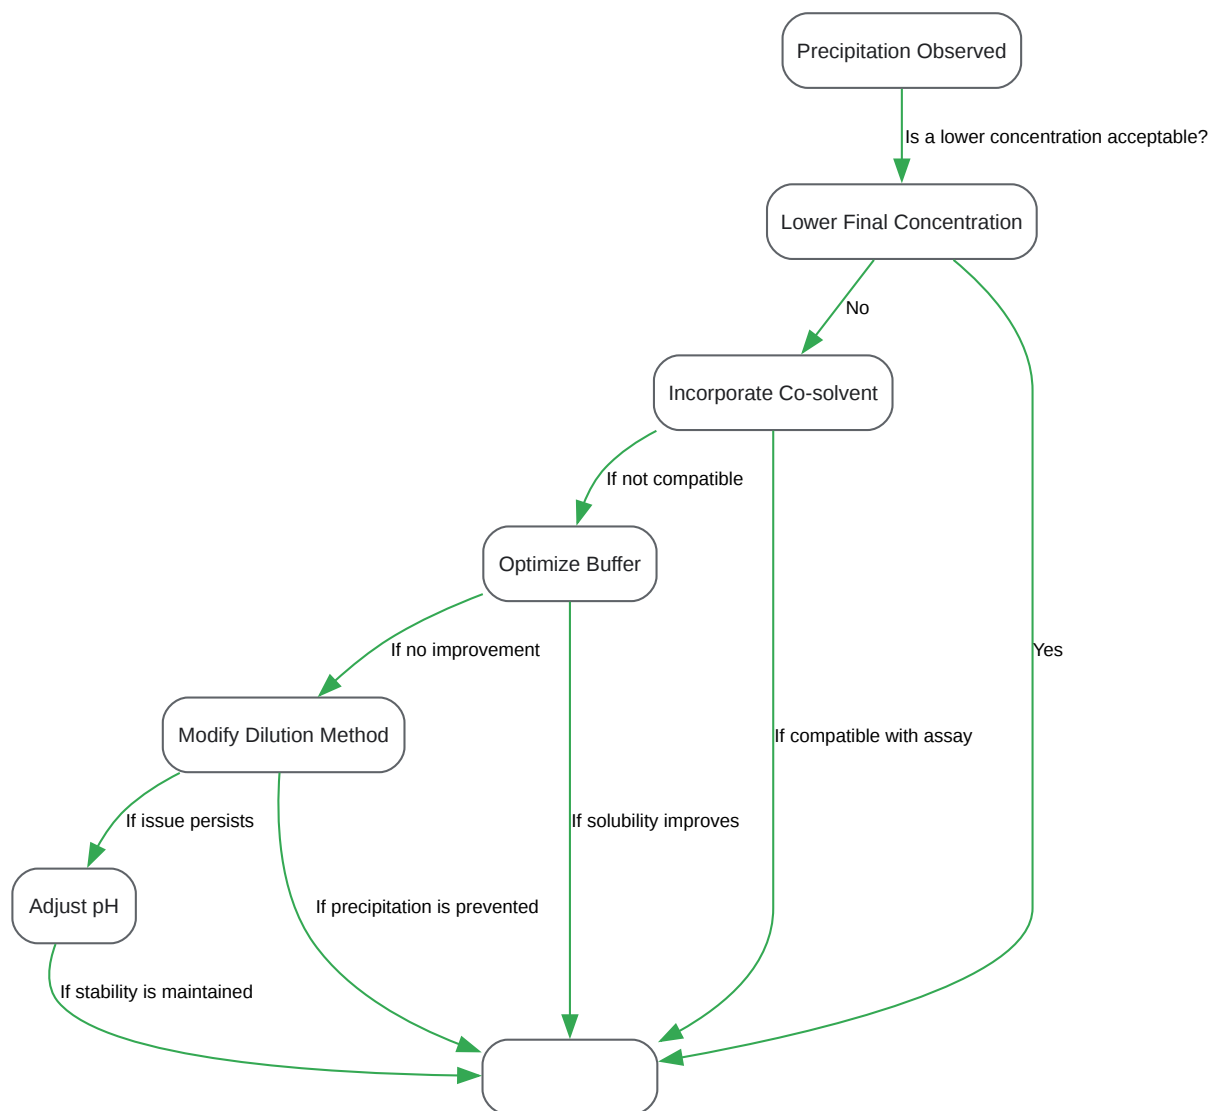 Precipitation Observed
Is a lower concentration acceptable?
Lower Final Concentration
No
Incorporate Co-solvent
If not compatible
Optimize Buffer
If no improvement
Yes
Modify Dilution Method
If compatible with assay
If issue persists
If solubility improves
Adjust pH
If precipitation is prevented
If stability is maintained